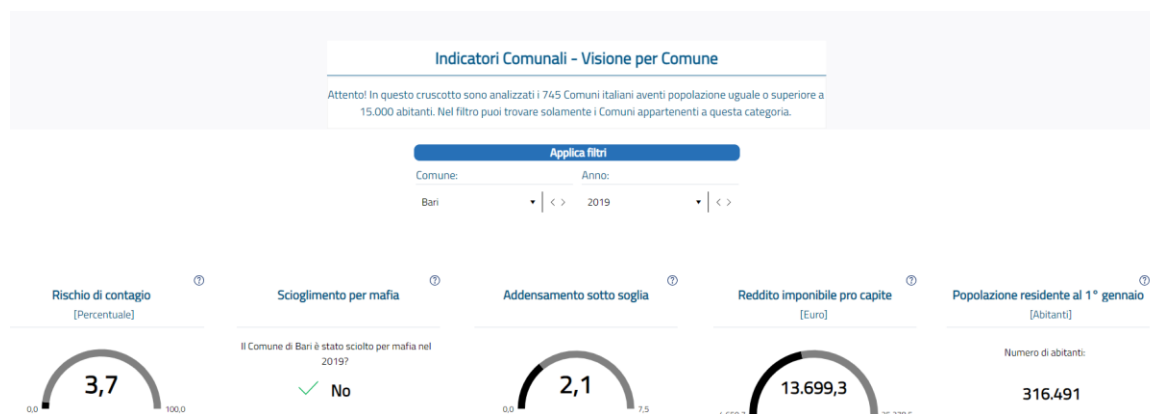 Indicatori Comunali - Visione per Comune
Attento! In questo cruscotto sono analizzati i 745 Comuni italiani aventi popolazione uguale o superiore a
15.000 abitanti. Nel filtro puoi trovare solamente i Comuni appartenenti a questa categoria.
Applica filtri
Comune:
Anno:
Bari
2019
Rischio di contagio
[Percentuale]
3,7
0,0
100,0
Scioglimento per mafia
Il Comune di Bari è stato sciolto per mafia nel
2019?
No
Addensamento sotto soglia
2,1
0,0
7,5
Reddito imponibile pro capite
[Euro]
13.699,3
Popolazione residente al 1° gennaio
[Abitanti]
Numero di abitanti:
316.491